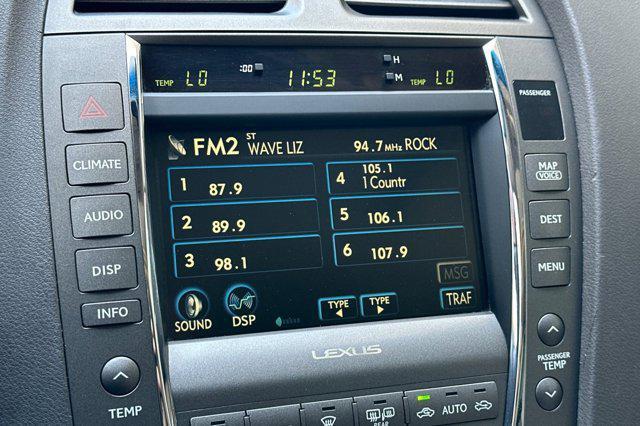 TEMP LO :00 11:53 H M TEMP LO
PASSENGER
FM2 ST WAVE LIZ 94.7 MHz ROCK
CLIMATE
AUDIO
DISP
INFO
TEMP
1 87.9
2 89.9
3 98.1
4 105.1 1 Countr
5 106.1
6 107.9
MSG
SOUND DSP TYPE TYPE TRAF
MAP
VOICE
DEST
MENU
PASSENGER
TEMP
LEXUS
REAR AUTO